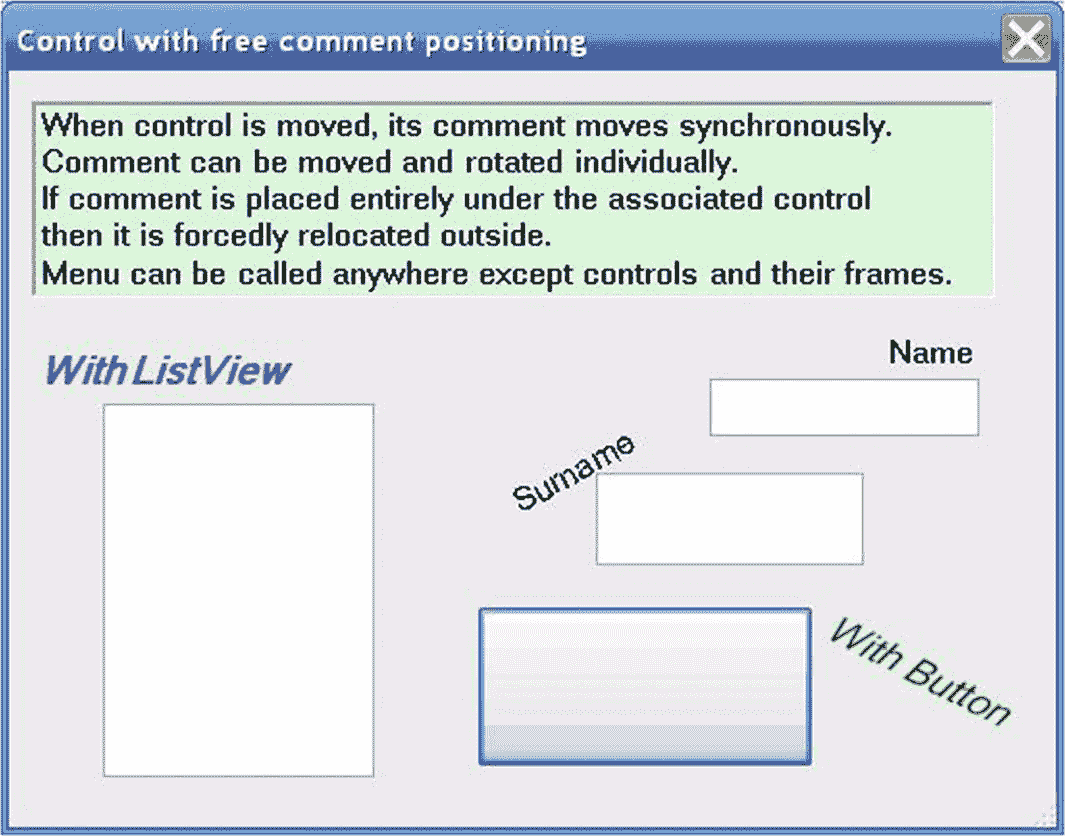 Control with free comment positioning
When control is moved, its comment moves synchronously.
Comment can be moved and rotated individually.
If comment is placed entirely under the associated control
then it is forcedly relocated outside.
Menu can be called anywhere except controls and their frames.
With ListView
Name
Surname
With Button